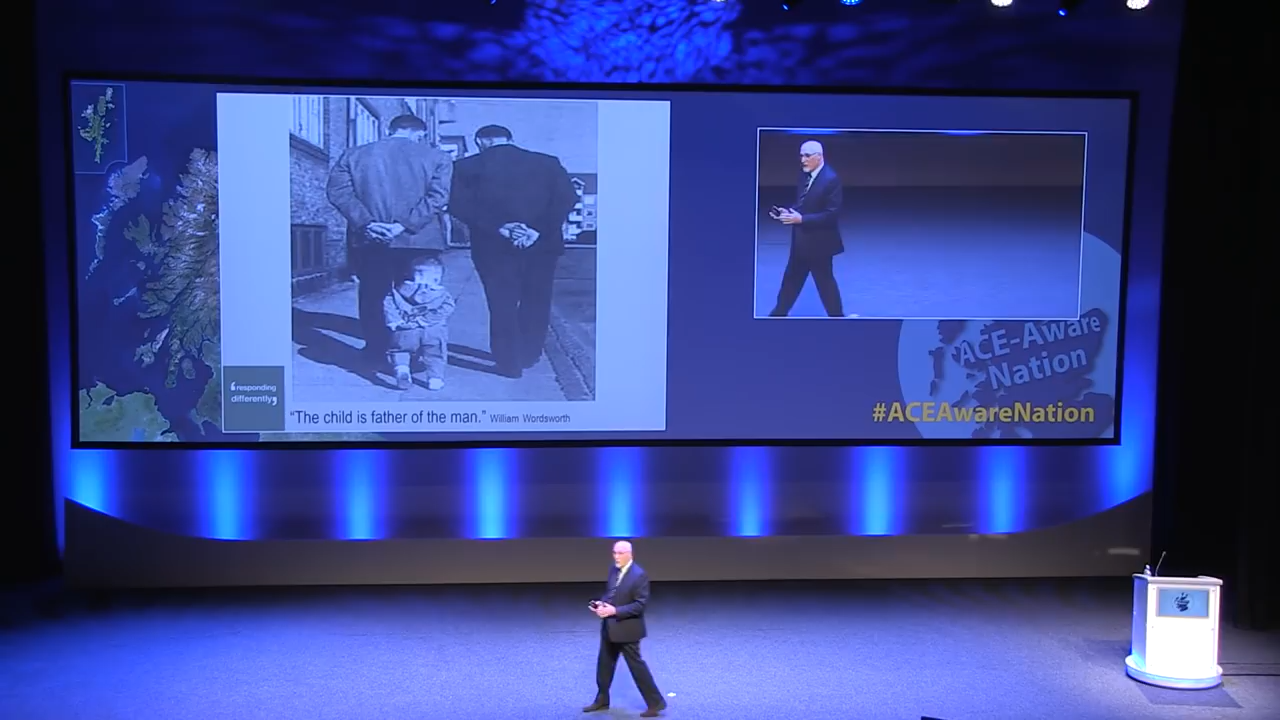 ❛responding
differently❜
“The child is father of the man.” William Wordsworth
ACE-Aware
Nation
#ACEAwareNation